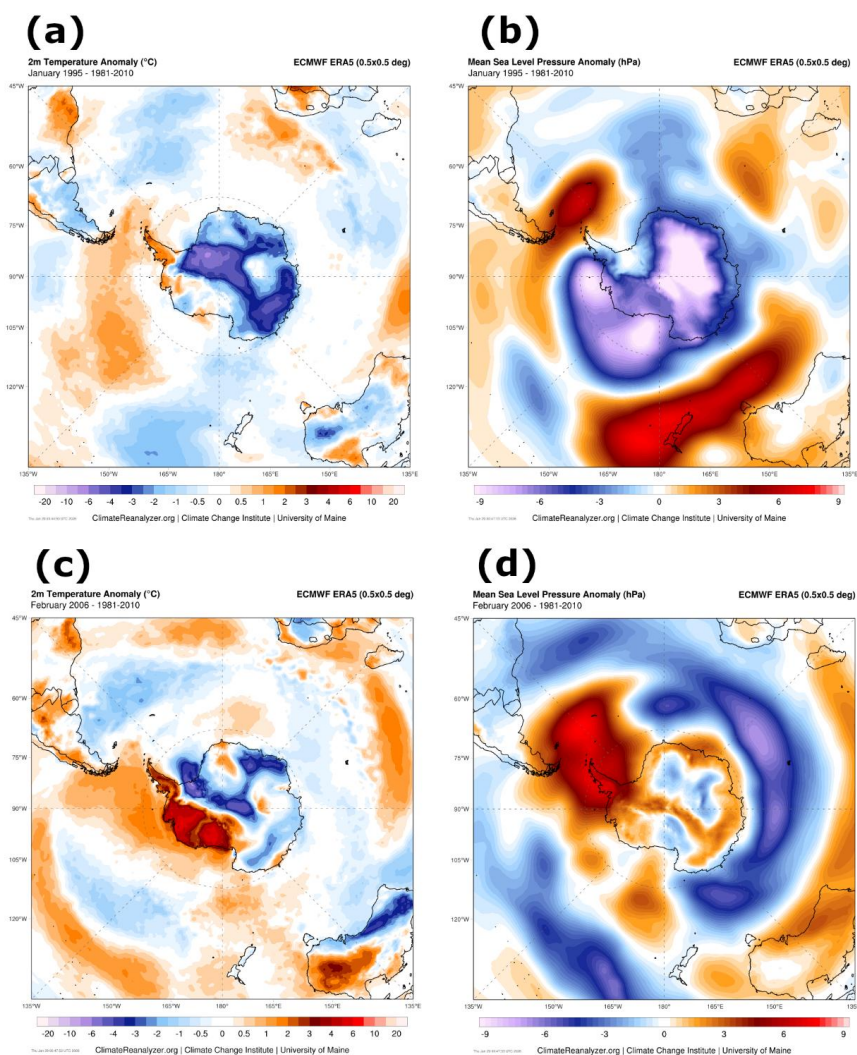 (a)
2m Temperature Anomaly (°C)
January 1995 - 1981-2010
ECMWF ERA5 (0.5x0.5 deg)
45°W
60°W
75°W
90°W
105°W
120°W
135°W 150°W 165°W 180° 165°E 150°E 135°E
-20 -10 -6 -4 -3 -2 -1 -0.5 0 0.5 1 2 3 4 6 10 20
ClimateReanalyzer.org | Climate Change Institute | University of Maine
(b)
Mean Sea Level Pressure Anomaly (hPa)
January 1995 - 1981-2010
ECMWF ERA5 (0.5x0.5 deg)
45°W
60°W
75°W
90°W
105°W
120°W
135°W 150°W 165°W 180° 165°E 150°E 135°E
-9 -6 -3 0 3 6 9
ClimateReanalyzer.org | Climate Change Institute | University of Maine
(c)
2m Temperature Anomaly (°C)
February 2006 - 1981-2010
ECMWF ERA5 (0.5x0.5 deg)
45°W
60°W
75°W
90°W
105°W
120°W
135°W 150°W 165°W 180° 165°E 150°E 135°E
-20 -10 -6 -4 -3 -2 -1 -0.5 0 0.5 1 2 3 4 6 10 20
ClimateReanalyzer.org | Climate Change Institute | University of Maine
(d)
Mean Sea Level Pressure Anomaly (hPa)
February 2006 - 1981-2010
ECMWF ERA5 (0.5x0.5 deg)
45°W
60°W
75°W
90°W
105°W
120°W
135°W 150°W 165°W 180° 165°E 150°E 135°E
-9 -6 -3 0 3 6 9
ClimateReanalyzer.org | Climate Change Institute | University of Maine